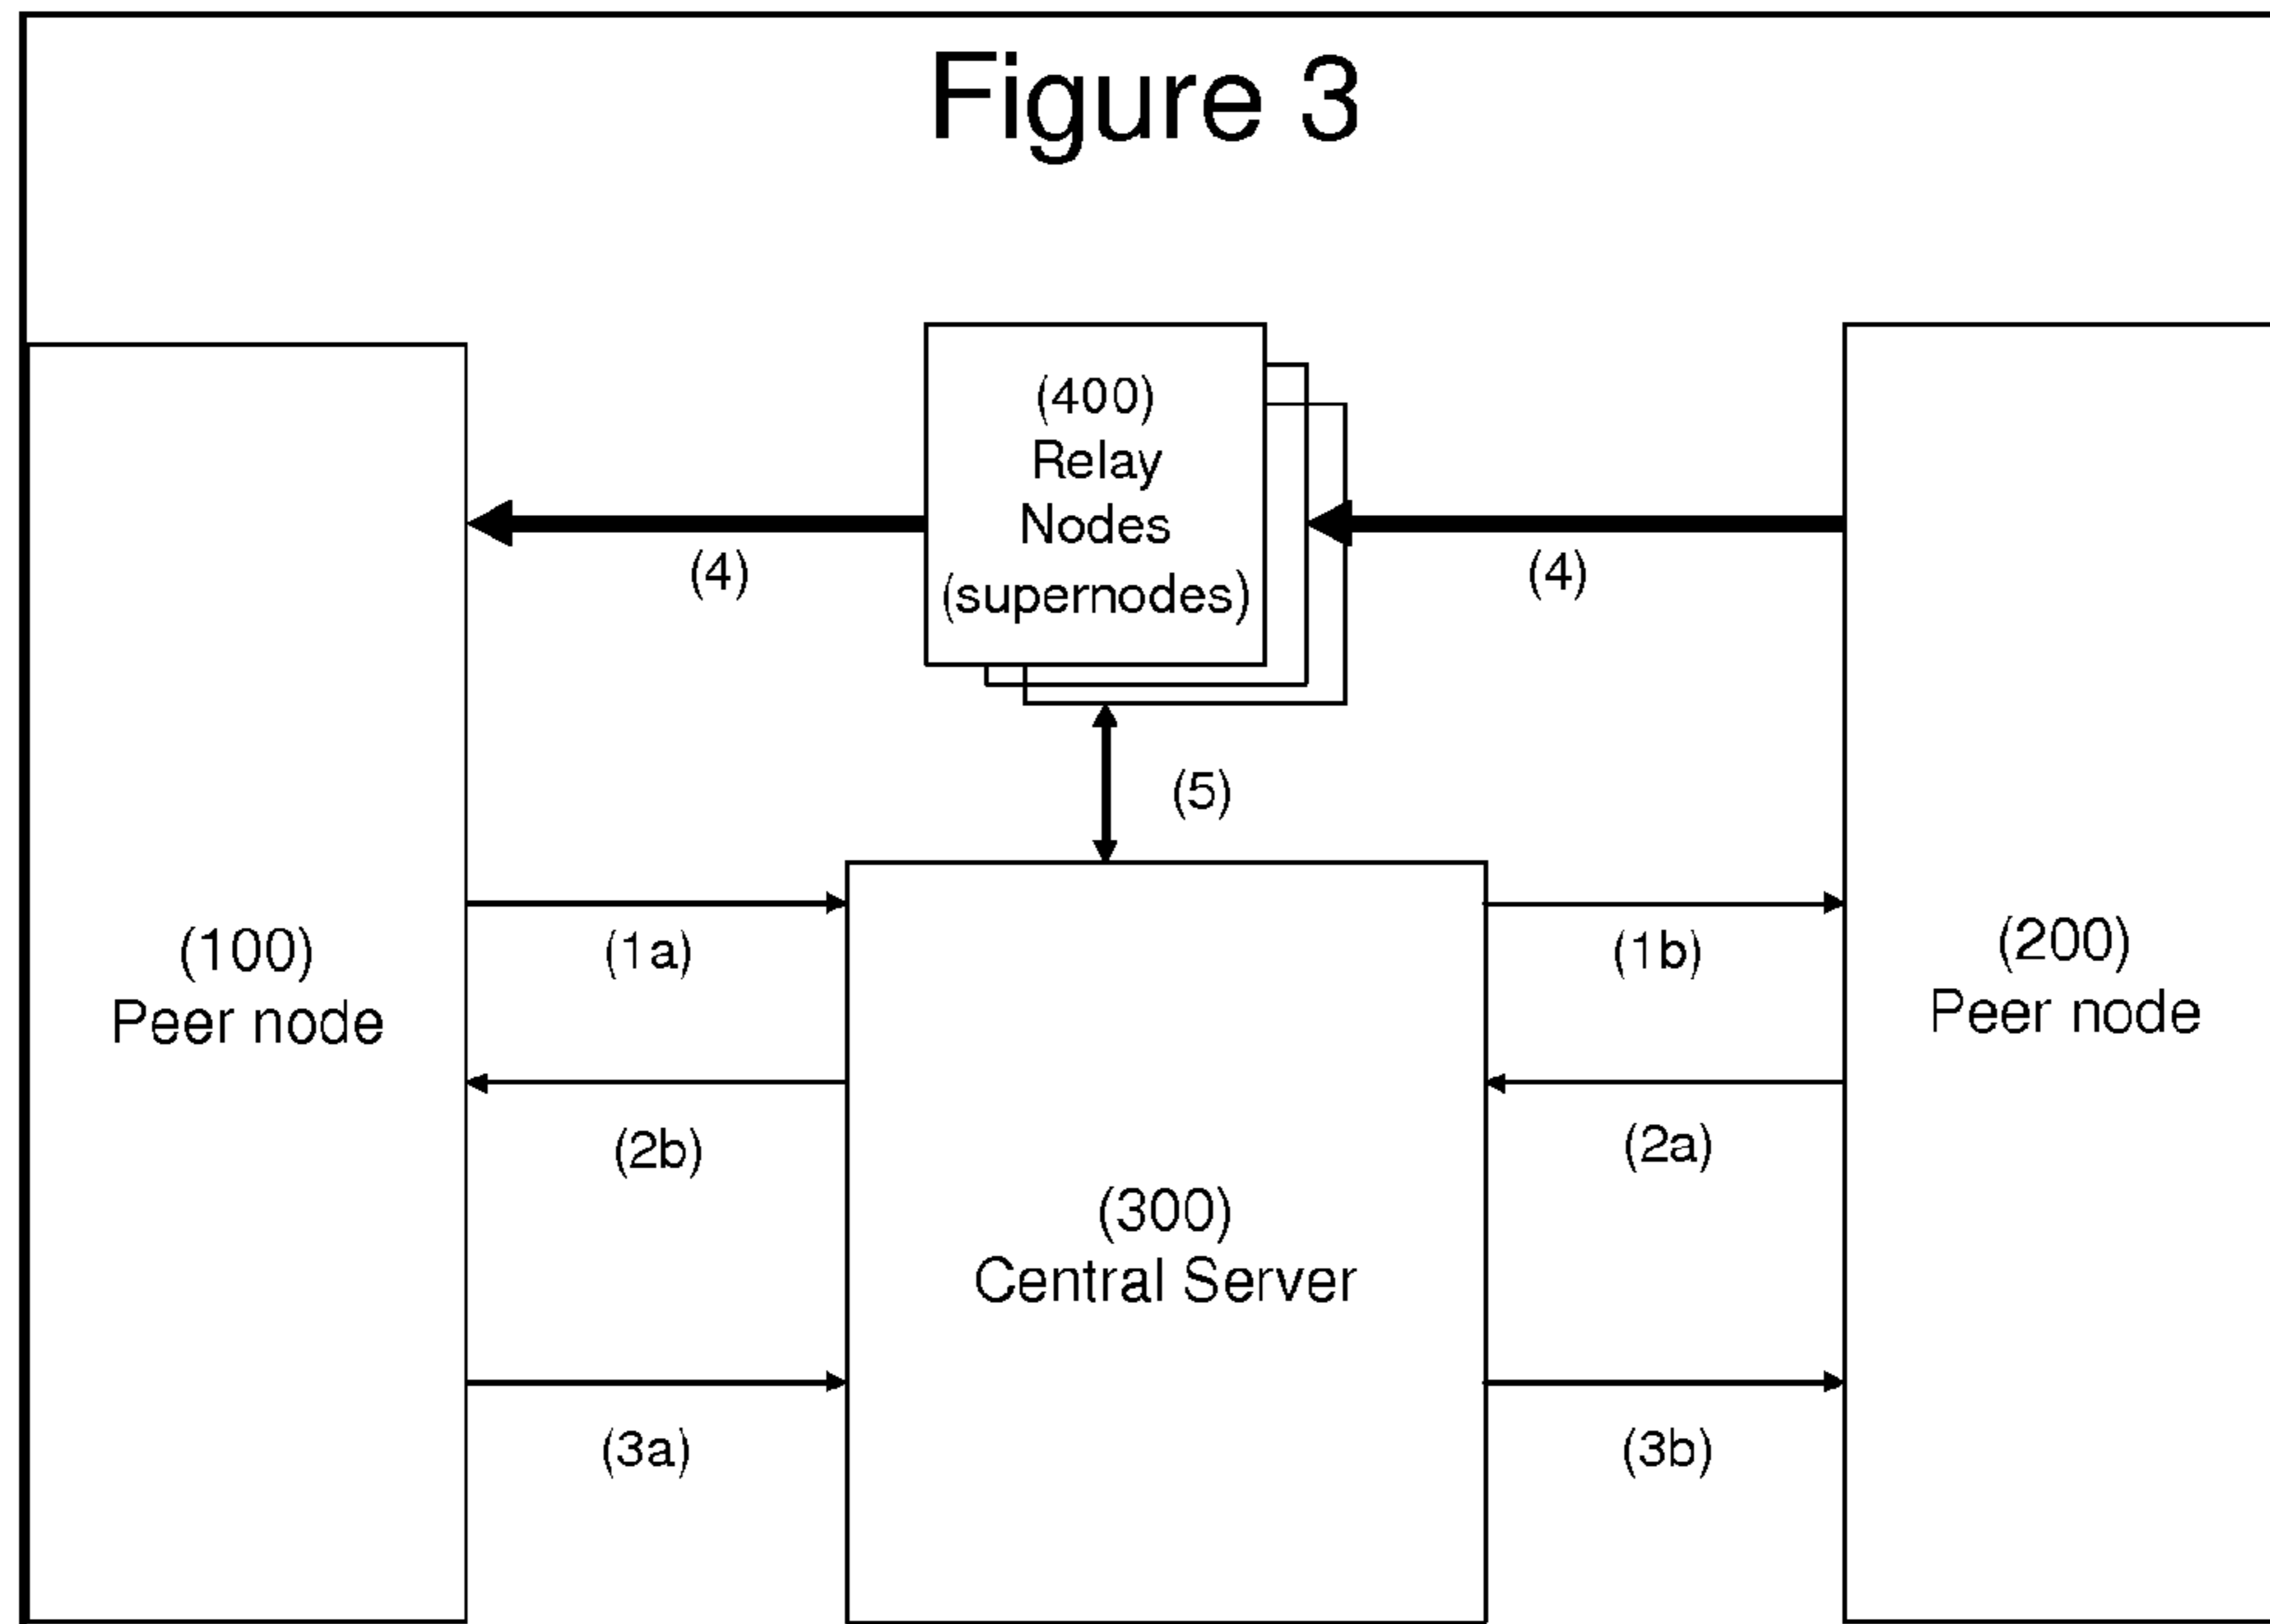 Figure 3
(400)
Relay
Nodes
(supernodes)
(4)
(4)
(5)
(100)
Peer node
(1a)
(1b)
(200)
Peer node
(2b)
(2a)
(300)
Central Server
(3a)
(3b)